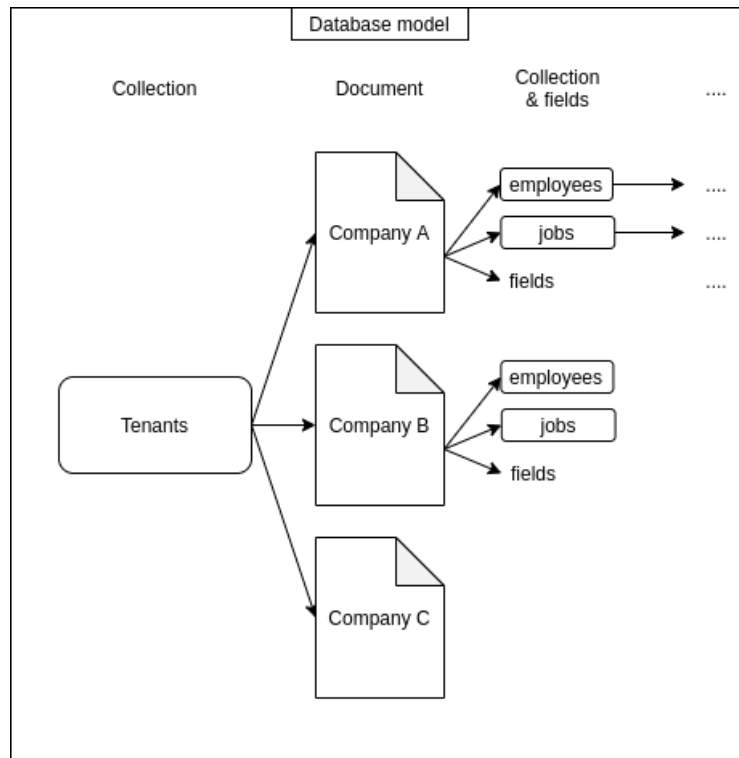 Database model
Collection
Document
Collection
& fields
....
Company A
employees
....
jobs
....
fields
....
Tenants
Company B
employees
jobs
fields
Company C